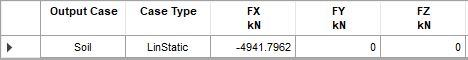 Output Case Case Type FX FY FZ
kN kN kN
Soil LinStatic -4941.7962 0 0